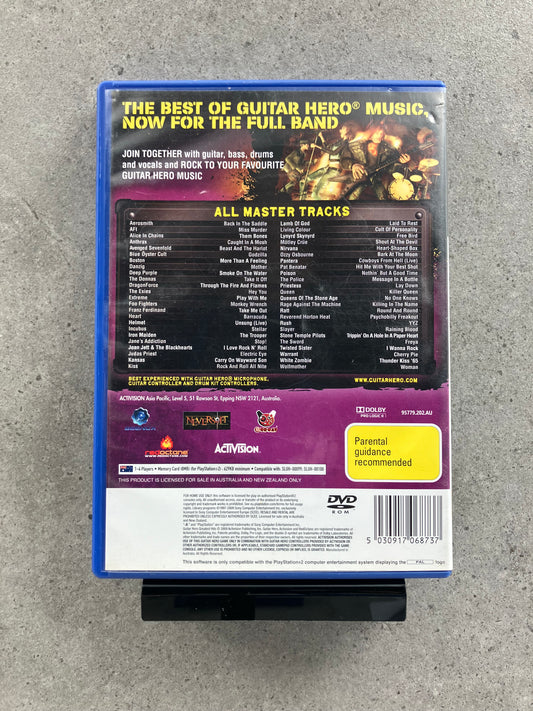 THE BEST OF GUITAR HERO® MUSIC,
NOW FOR THE FULL BAND
JOIN TOGETHER with guitar, bass, drums
and vocals and ROCK TO YOUR FAVOURITE
GUITAR HERO MUSIC
ALL MASTER TRACKS
Aerosmith Back In The Saddle
AFI Miss Murder
Alice In Chains Them Bones
Anthrax Caught In A Mosh
Avenged Sevenfold Beast And The Harlot
Blue Oyster Cult Godzilla
Boston More Than a Feeling
Danzig Mother
Deep Purple Smoke On The Water
The Donnas Take it Off
DragonForce Through The Fire And Flames
The Exies Hey You
Extreme Play With Me
Foo Fighters Monkey Wrench
Franz Ferdinand Take Me Out
Heart Barracuda
Helmet Unsung (Live)
Incubus Stellar
Iron Maiden The Trooper
Jane's Addiction Stop!
Joan Jett & The Blackhearts I Love Rock N' Roll
Judas Priest Electric Eye
Kansas Carry On Wayward Son
Kiss Rock And Roll All Nite
Lamb Of God Laid To Rest
Living Colour Cult Of Personality
Lynyrd Skynyrd Free Bird
Mötley Crüe Shout At The Devil
Nirvana Heart-Shaped Box
Ozzy Osbourne Bark At The Moon
Pantera Cowboys From Hell (Live)
Pat Benatar Hit Me With Your Best Shot
Poison Nothin' But A Good Time
The Police Message In A Bottle
Priestess Lay Down
Queen Killer Queen
Queens Of The Stone Age No One Knows
Rage Against The Machine Killing In The Name
Ratt Round And Round
Reverend Horton Heat Psychobilly Freakout
Rush YYZ
Slayer Raining Blood
Stone Temple Pilots Trippin' On A Hole In A Paper Heart
The Sword Freya
Twisted Sister I Wanna Rock
Warrant Cherry Pie
White Zombie Thunder Kiss '65
Wolfmother Woman
BEST EXPERIENCED WITH GUITAR HERO® MICROPHONE,
GUITAR CONTROLLER AND DRUM KIT CONTROLLERS.
WWW.GUITARHERO.COM
ACTIVISION Asia Pacific, Level 5, 51 Rawson St, Epping NSW 2121, Australia.
BEENOX
NEVERSOFT
DOLBY
PRO LOGIC II
95779.202.AU
redoctane
ACTIVISION.
Parental
guidance
recommended
THIS PRODUCT IS LICENSED FOR SALE IN AUSTRALIA AND NEW ZEALAND
DVD
ROM
5 030917 068737
This software is only compatible with the PlayStation®2 computer entertainment system displaying the PAL logo